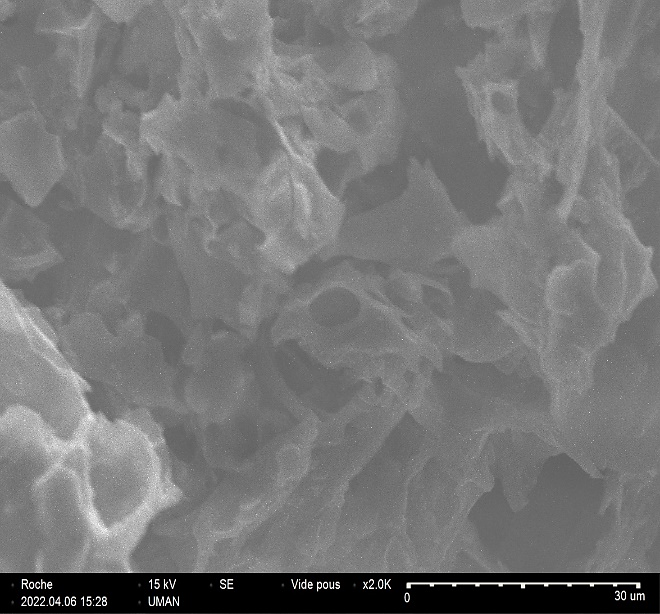 Roche 15 kV SE Vide pous x2.0K
2022.04.06 15:28 UMAN 0 30 um